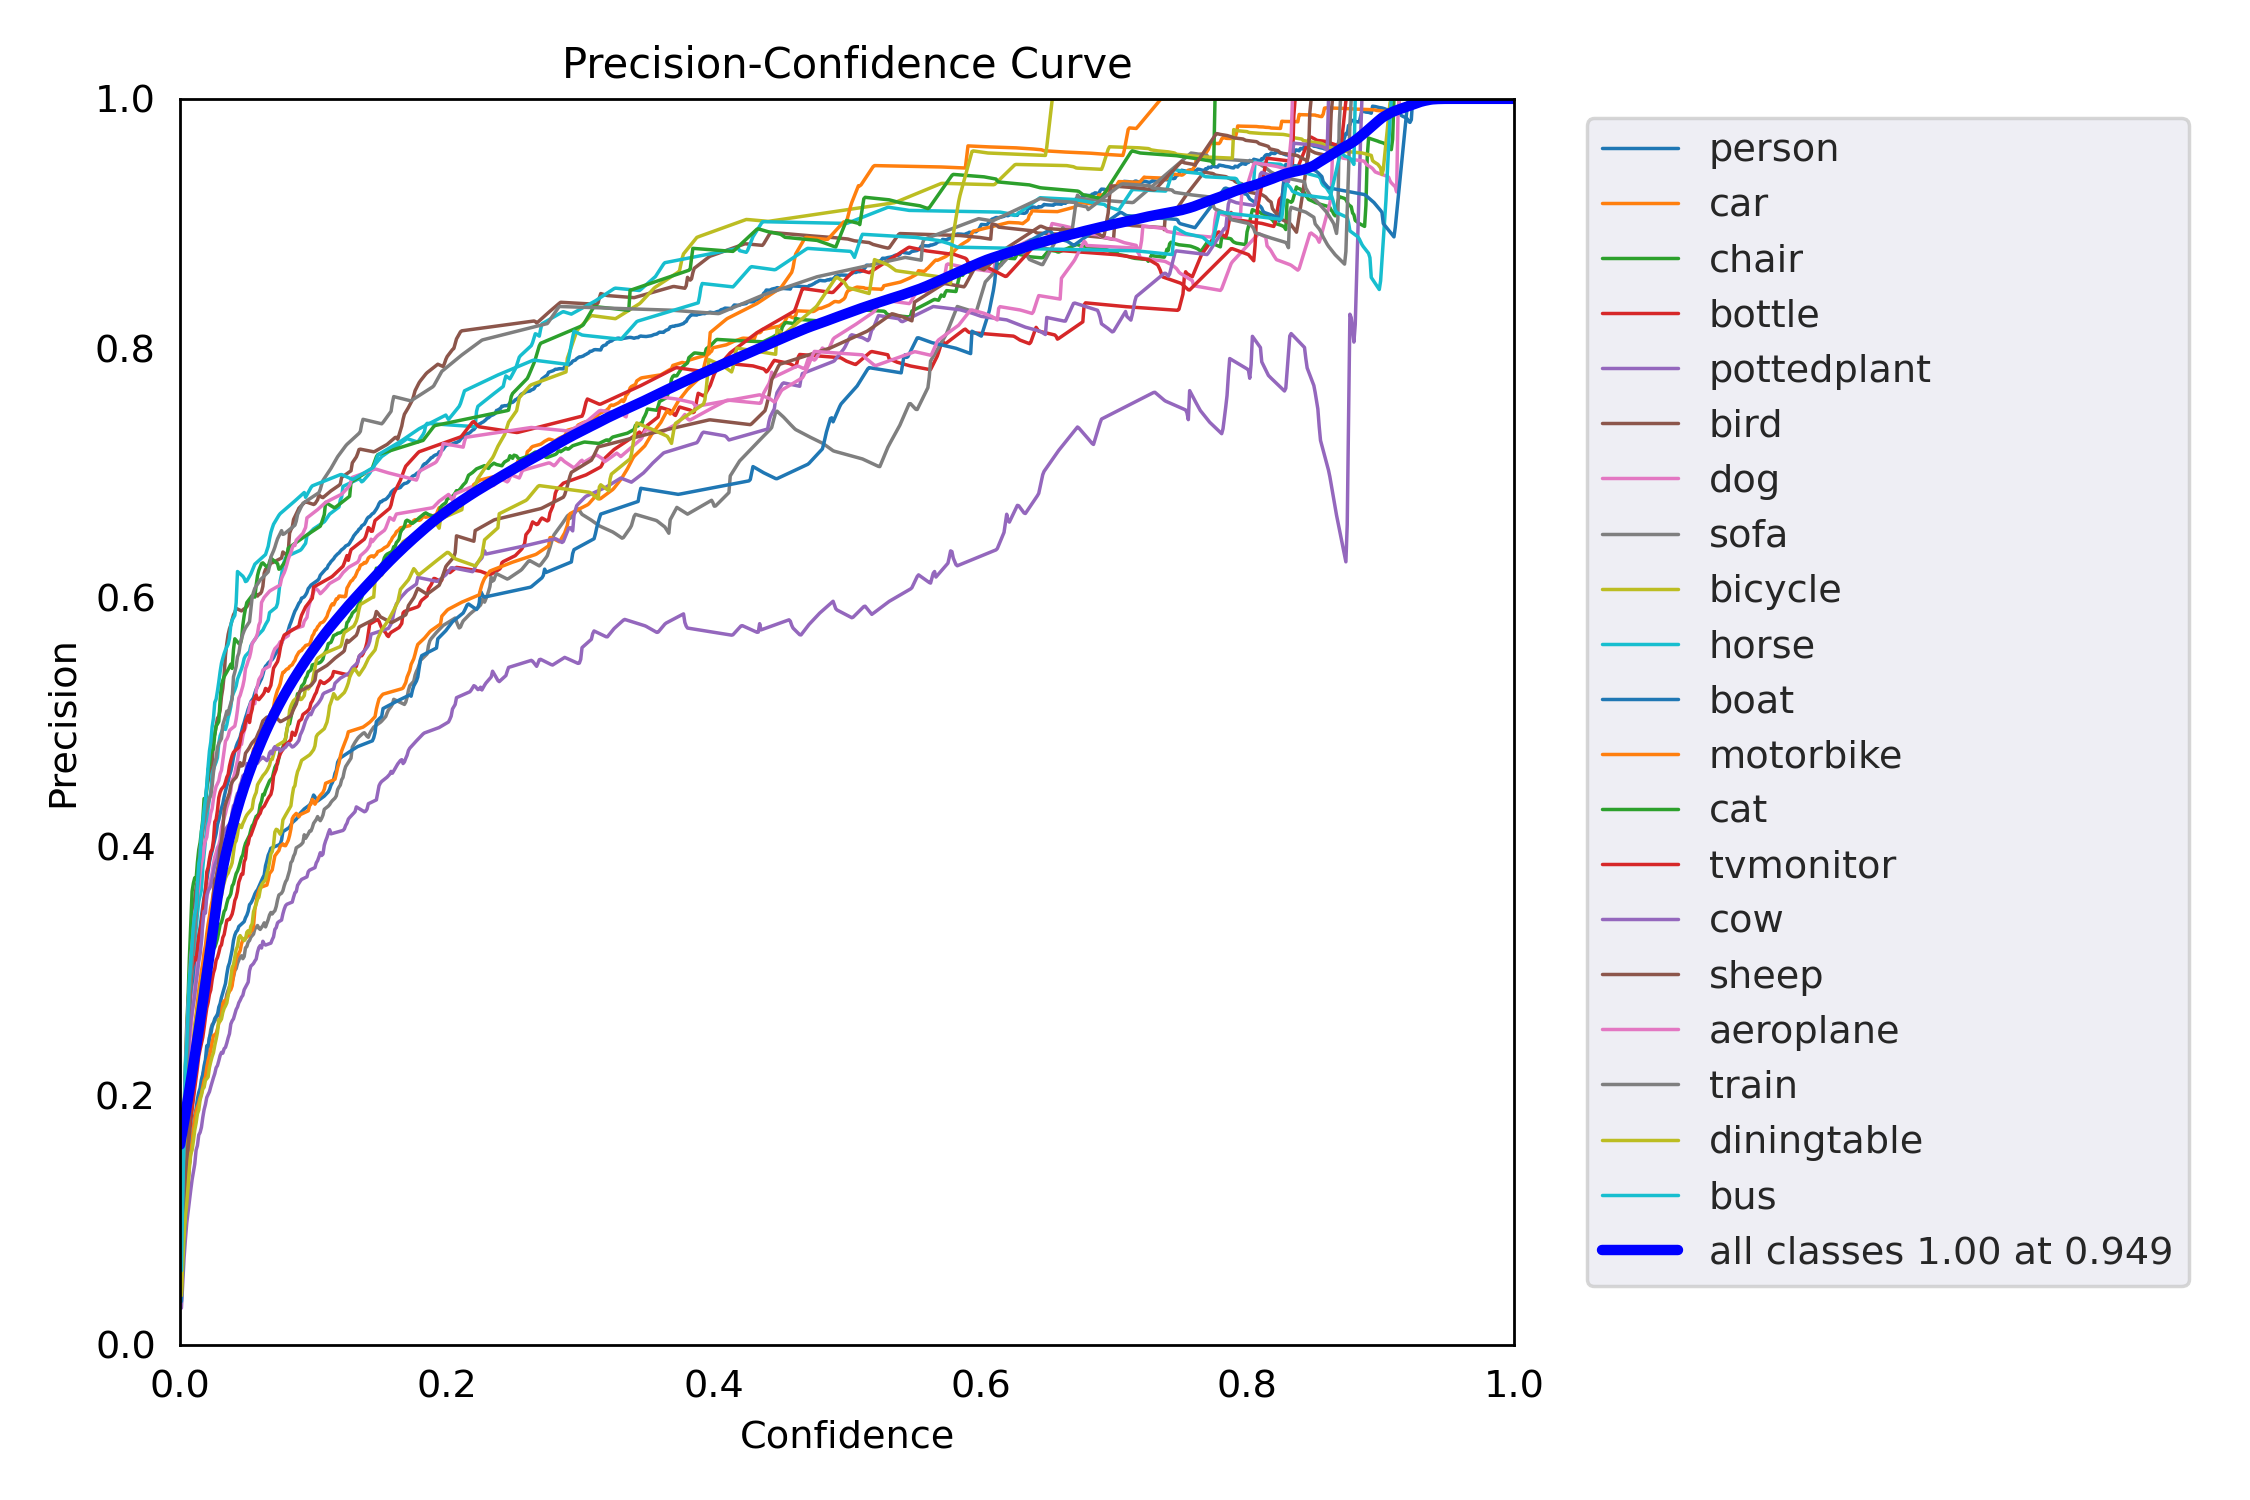 Precision-Confidence Curve
1.0
0.8
0.6
0.4
0.2
0.0
Precision
0.0 0.2 0.4 0.6 0.8 1.0
Confidence
person
car
chair
bottle
pottedplant
bird
dog
sofa
bicycle
horse
boat
motorbike
cat
tvmonitor
cow
sheep
aeroplane
train
diningtable
bus
all classes 1.00 at 0.949